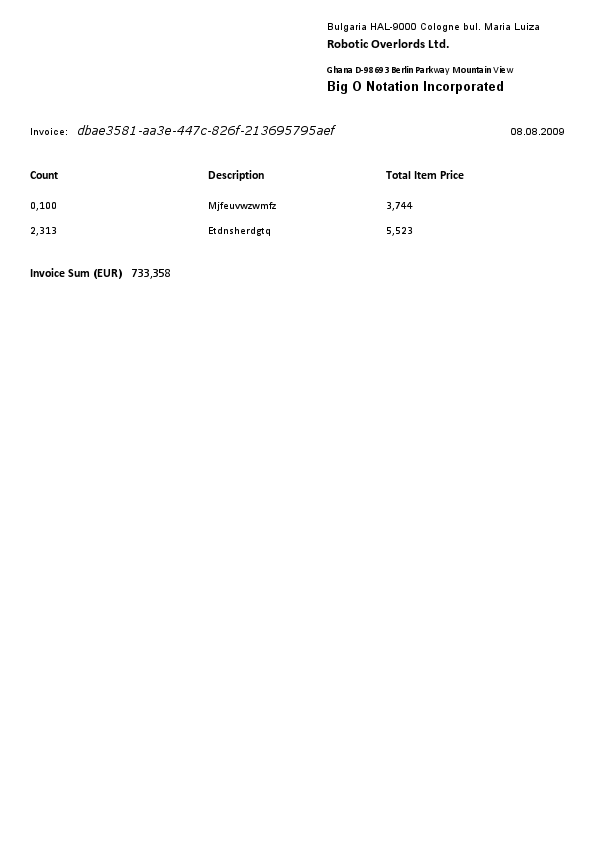 Bulgaria HAL-9000 Cologne bul. Maria Luiza
Robotic Overlords Ltd.
Ghana D-98693 Berlin Parkway Mountain View
Big O Notation Incorporated
Invoice: dbae3581-aa3e-447c-826f-213695795aef 08.08.2009
Count Description Total Item Price
0,100 Mjfeuvwzwmfz 3,744
2,313 Etdnsherdgtq 5,523
Invoice Sum (EUR) 733,358